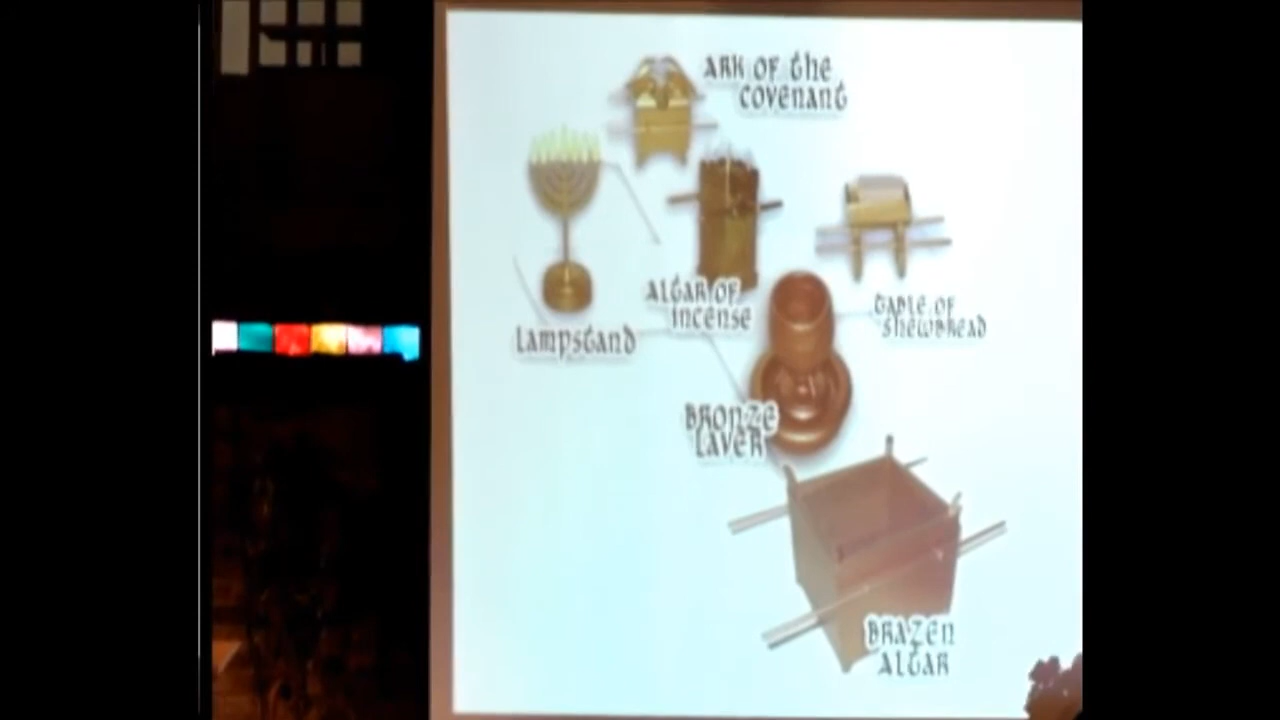 ARK OF the
COVENANT
ALTAR OF
INCENSE
TABLE OF
SHEWBREAD
LAMPSTAND
BRONZE
LAVER
BRAZEN
ALTAR